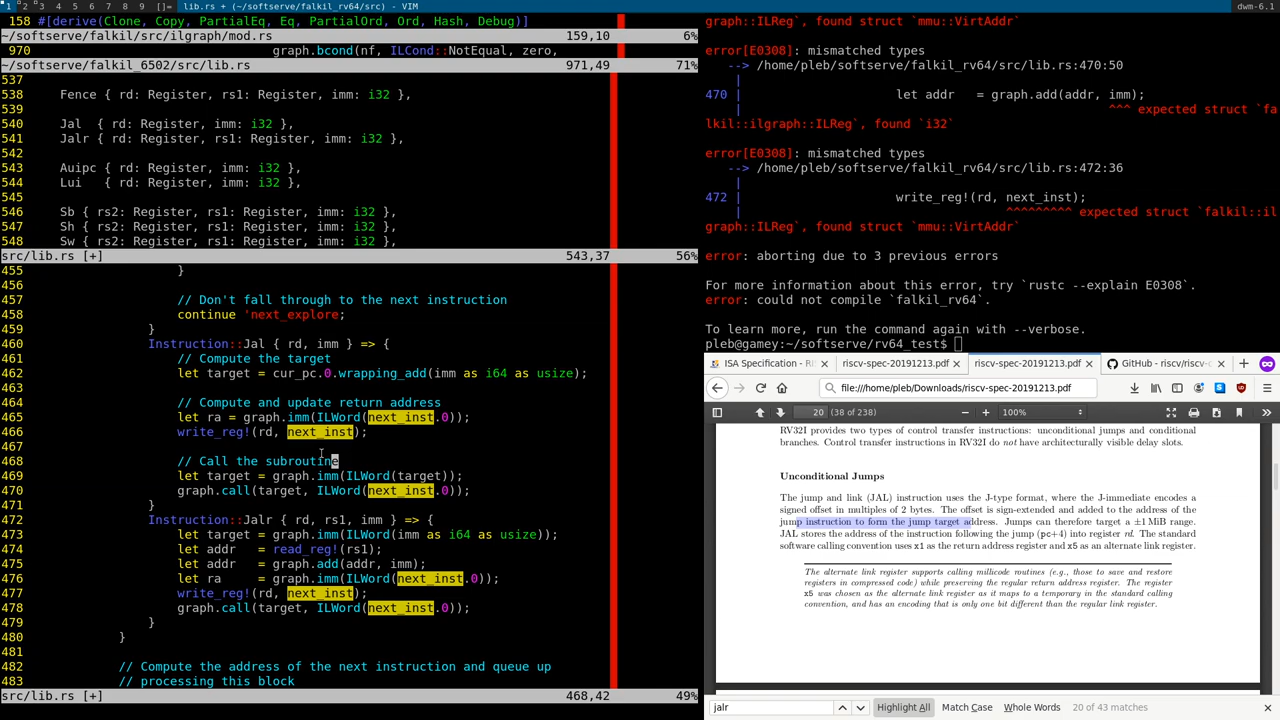 1 2 3 4 5 6 7 8 9 []= lib.rs + (~/softserve/falkil_rv64/src) - VIM dwm-6.1
158 #[derive(Clone, Copy, PartialEq, Eq, PartialOrd, Ord, Hash, Debug)]
~/softserve/falkil/src/ilgraph/mod.rs 159,10 6%
970 graph.bcond(nf, ILCond::NotEqual, zero,
~/softserve/falkil_6502/src/lib.rs 971,49 71%
537
538 Fence { rd: Register, rs1: Register, imm: i32 },
539
540 Jal { rd: Register, imm: i32 },
541 Jalr { rd: Register, rs1: Register, imm: i32 },
542
543 Auipc { rd: Register, imm: i32 },
544 Lui { rd: Register, imm: i32 },
545
546 Sb { rs2: Register, rs1: Register, imm: i32 },
547 Sh { rs2: Register, rs1: Register, imm: i32 },
548 Sw { rs2: Register, rs1: Register, imm: i32 },
src/lib.rs [+] 543,37 56%
455 }
456
457 // Don't fall through to the next instruction
458 continue 'next_explore;
459 }
460 Instruction::Jal { rd, imm } => {
461 // Compute the target
462 let target = cur_pc.0.wrapping_add(imm as i64 as usize);
463
464 // Compute and update return address
465 let ra = graph.imm(ILWord(next_inst.0));
466 write_reg!(rd, next_inst);
467
468 // Call the subroutine
469 let target = graph.imm(ILWord(target));
470 graph.call(target, ILWord(next_inst.0));
471 }
472 Instruction::Jalr { rd, rs1, imm } => {
473 let target = graph.imm(ILWord(imm as i64 as usize));
474 let addr = read_reg!(rs1);
475 let addr = graph.add(addr, imm);
476 let ra = graph.imm(ILWord(next_inst.0));
477 write_reg!(rd, next_inst);
478 graph.call(target, ILWord(next_inst.0));
479 }
480 }
481
482 // Compute the address of the next instruction and queue up
483 // processing this block
src/lib.rs [+] 468,42 49%
graph::ILReg`, found struct `mmu::VirtAddr`
error[E0308]: mismatched types
--> /home/pleb/softserve/falkil_rv64/src/lib.rs:470:50
|
470 | let addr = graph.add(addr, imm);
| ^^^ expected struct `fa
lkil::ilgraph::ILReg`, found `i32`
error[E0308]: mismatched types
--> /home/pleb/softserve/falkil_rv64/src/lib.rs:472:36
|
472 | write_reg!(rd, next_inst);
| ^^^^^^^^^ expected struct `falkil::il
graph::ILReg`, found struct `mmu::VirtAddr`
error: aborting due to 3 previous errors
For more information about this error, try `rustc --explain E0308`.
error: could not compile `falkil_rv64`.
To learn more, run the command again with --verbose.
pleb@gamey:~/softserve/rv64_test$
ISA Specification - RIS riscv-spec-20191213.pdf riscv-spec-20191213.pdf GitHub - riscv/riscv-c
file:///home/pleb/Downloads/riscv-spec-20191213.pdf
20 (38 of 238) 100%
RV32I provides two types of control transfer instructions: unconditional jumps and conditional
branches. Control transfer instructions in RV32I do not have architecturally visible delay slots.
Unconditional Jumps
The jump and link (JAL) instruction uses the J-type format, where the J-immediate encodes a
signed offset in multiples of 2 bytes. The offset is sign-extended and added to the address of the
jump instruction to form the jump target address. Jumps can therefore target a ±1 MiB range.
JAL stores the address of the instruction following the jump (pc+4) into register rd. The standard
software calling convention uses x1 as the return address register and x5 as an alternate link register.
The alternate link register supports calling millicode routines (e.g., those to save and restore
registers in compressed code) while preserving the regular return address register. The register
x5 was chosen as the alternate link register as it maps to a temporary in the standard calling
convention, and has an encoding that is only one bit different than the regular link register.
jalr Highlight All Match Case Whole Words 20 of 43 matches